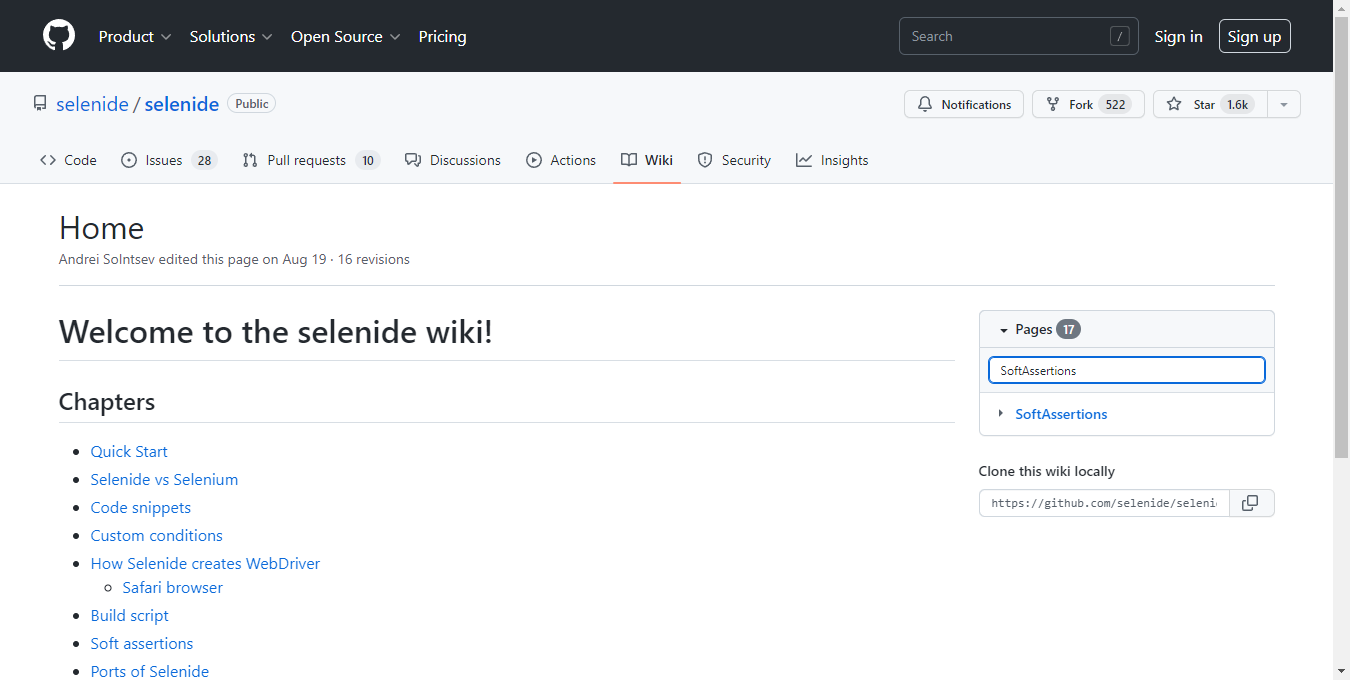 Product Solutions Open Source Pricing Search / Sign in Sign up
selenide / selenide Public Notifications Fork 522 Star 1.6k
Code Issues 28 Pull requests 10 Discussions Actions Wiki Security Insights
Home
Andrei Solntsev edited this page on Aug 19 · 16 revisions
Welcome to the selenide wiki!
Chapters
Quick Start
Selenide vs Selenium
Code snippets
Custom conditions
How Selenide creates WebDriver
Safari browser
Build script
Soft assertions
Ports of Selenide
Pages 17
SoftAssertions
SoftAssertions
Clone this wiki locally
https://github.com/selenide/seleni